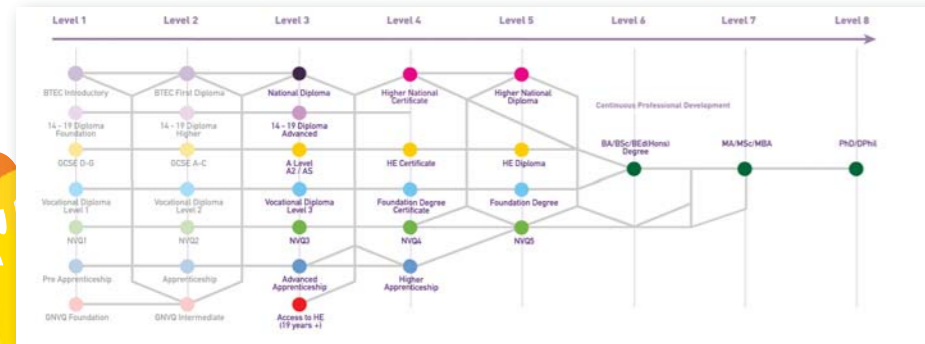 Level 1 Level 2 Level 3 Level 4 Level 5 Level 6 Level 7 Level 8
BTEC Introductory BTEC First Diploma National Diploma Higher National
Certificate Higher National
Diploma
Continuous Professional Development
14 - 19 Diploma
Foundation 14 - 19 Diploma
Higher 14 - 19 Diploma
Advanced
BA/BSc/BEd(Hons)
Degree MA/MSc/MBA PhD/DPhil
GCSE D-G GCSE A-C A Level
A2 / AS HE Certificate HE Diploma
Vocational Diploma
Level 1 Vocational Diploma
Level 2 Vocational Diploma
Level 3 Foundation Degree
Certificate Foundation Degree
NVQ1 NVQ2 NVQ3 NVQ4 NVQ5
Pre Apprenticeship Apprenticeship Advanced
Apprenticeship Higher
Apprenticeship
GNVQ Foundation GNVQ Intermediate Access to HE
(19 years +)